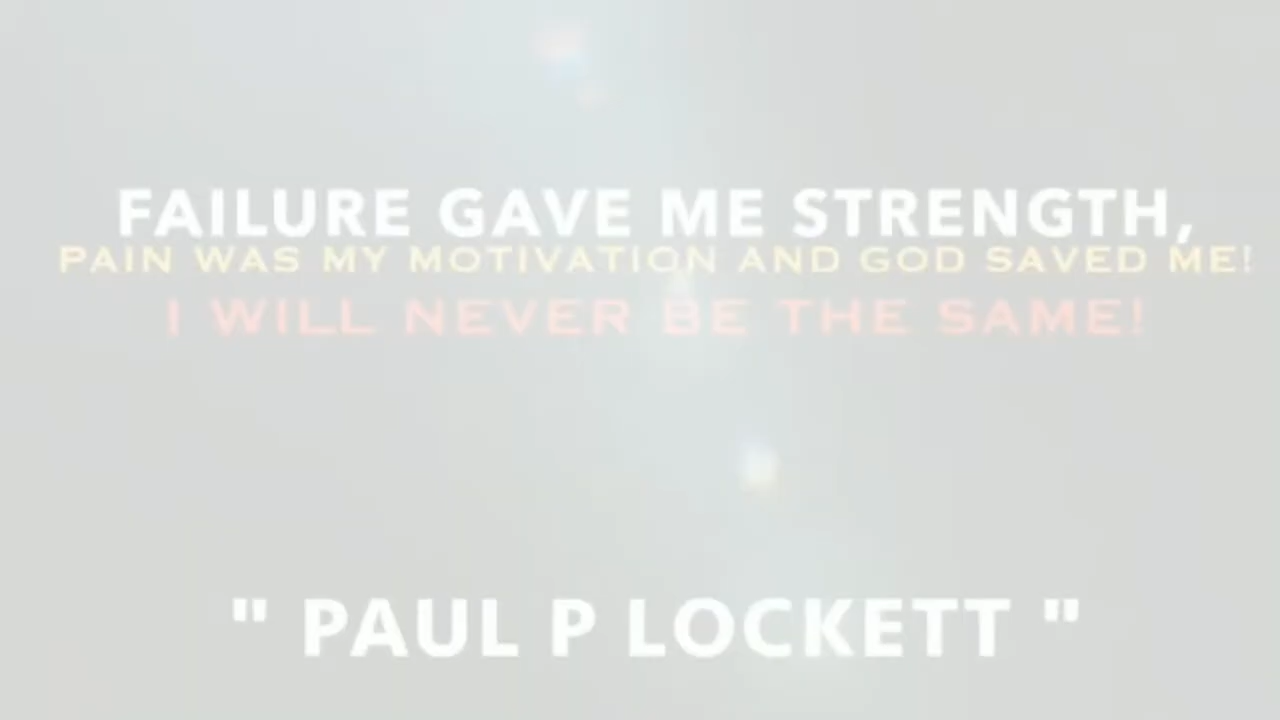 FAILURE GAVE ME STRENGTH,
PAIN WAS MY MOTIVATION AND GOD SAVED ME!
I WILL NEVER BE THE SAME!
" PAUL P LOCKETT "